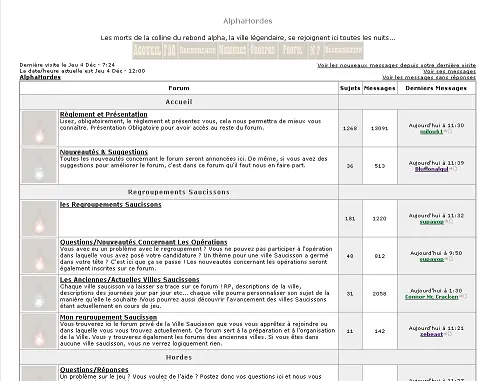 AlphaHordes
Les morts de la colline du rebond alpha, la ville légendaire, se rejoignent ici toutes les nuits...
Accueil FAQ Rechercher Membres Groupes Profil M P Déconnexion
Dernière visite le Jeu 4 Déc - 7:24
Voir les nouveaux messages depuis votre dernière visite
La date/heure actuelle est Jeu 4 Déc - 12:00
Voir ses messages
AlphaHordes
Voir les messages sans réponses
Forum Sujets Messages Derniers Messages
Accueil
Réglement et Présentation
Lisez, obligatoirement, le règlement et présentez vous, cela nous permettra de mieux vous
connaître. Présentation Obligatoire pour avoir accès au reste du forum.
1268 13091
Aujourd'hui à 11:30
milou61
Nouveautés & Suggestions
Toutes les nouveautés concernant le forum seront annoncées ici. De même, si vous avez des
suggestions pour améliorer le forum, c'est dans ce forum qu'il faut nous en faire part.
36 513
Aujourd'hui à 11:39
Bluffonalgul
Regroupements Saucissons
les Regroupements Saucissons
181 1220
Aujourd'hui à 11:32
supayop
Questions/Nouveautés Concernant Les Opérations
Vous avez eu un problème avec le regroupement ? Vous ne pouvez pas participer à l'opération
dans laquelle vous avez posé votre candidature ? Un thème pour une ville Saucisson a germé
dans votre tête ? C'est ici que ça se passe ! Les nouveautés concernant les opérations seront
également inscrites sur ce forum.
48 812
Aujourd'hui à 9:50
supayop
Les Anciennes/Actuelles Villes Saucissons
Chaque ville saucisson va laisser sa trace sur ce forum ! RP, descriptions de la ville,
descriptions des journées jour par jour etc... chaque ville pourra personnaliser son sujet de la
manière qu'elle le souhaite !Vous pourrez aussi découvrir l'avancement des villes Saucissons
étant actuellement en cours de jeu.
31 2058
Aujourd'hui à 1:30
Connor Mc Cracken
Mon regroupement Saucisson
Vous trouverez ici le forum privé de la Ville Saucisson que vous vous apprêtez à rejoindre ou
dans laquelle vous vous trouvez actuellement. Ce forum sert à la préparation et à l'organisation
de la Ville. Vous y trouverez également les forums des anciennes villes. Si vous êtes dans
aucune ville saucisson, vous ne verrez logiquement rien.
11 142
Aujourd'hui à 11:21
zebeast
Hordes
Questions/Réponses
Un problème sur le jeu ? Vous voulez de l'aide ? Postez donc vos questions ici et nous vous